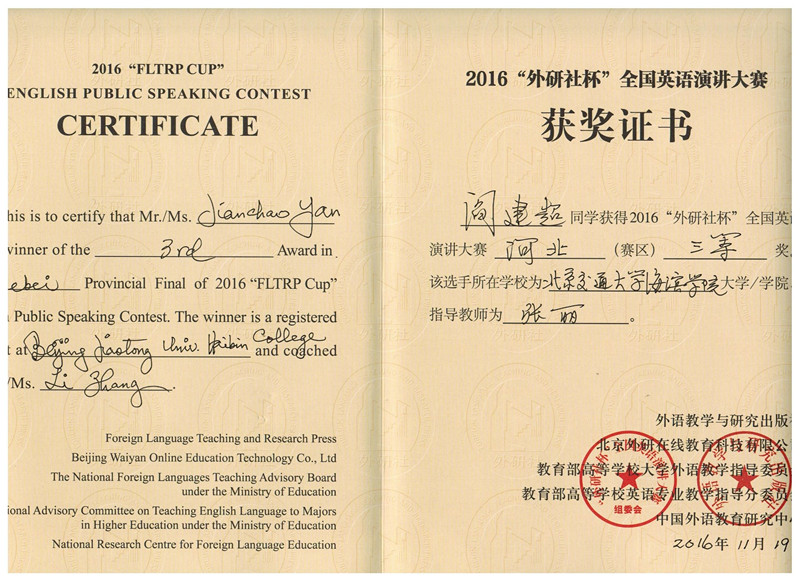 2016 “FLTRP CUP”
ENGLISH PUBLIC SPEAKING CONTEST
CERTIFICATE
his is to certify that Mr./Ms. Jianchao Yan
winner of the 3rd Award in
ebei Provincial Final of 2016 “FLTRP Cup”
Public Speaking Contest. The winner is a registered
t at Beijing Jiaotong Univ. Haibin College and coached
/Ms. Li Zhang.
Foreign Language Teaching and Research Press
Beijing Waiyan Online Education Technology Co., Ltd
The National Foreign Languages Teaching Advisory Board
under the Ministry of Education
onal Advisory Committee on Teaching English Language to Majors
in Higher Education under the Ministry of Education
National Research Centre for Foreign Language Education
2016“外研社杯”全国英语演讲大赛
获奖证书
阎建超 同学获得2016“外研社杯”全国英语
演讲大赛 河北 （赛区） 三等 奖。
该选手所在学校为 北京交通大学海滨学院 大学/学院，
指导教师为 张丽 。
外语教学与研究出版社
北京外研在线教育科技有限公
教育部高等学校大学外语教学指导委员
教育部高等学校英语专业教学指导分委员
中国外语教育研究中
组委会
2016年11月19